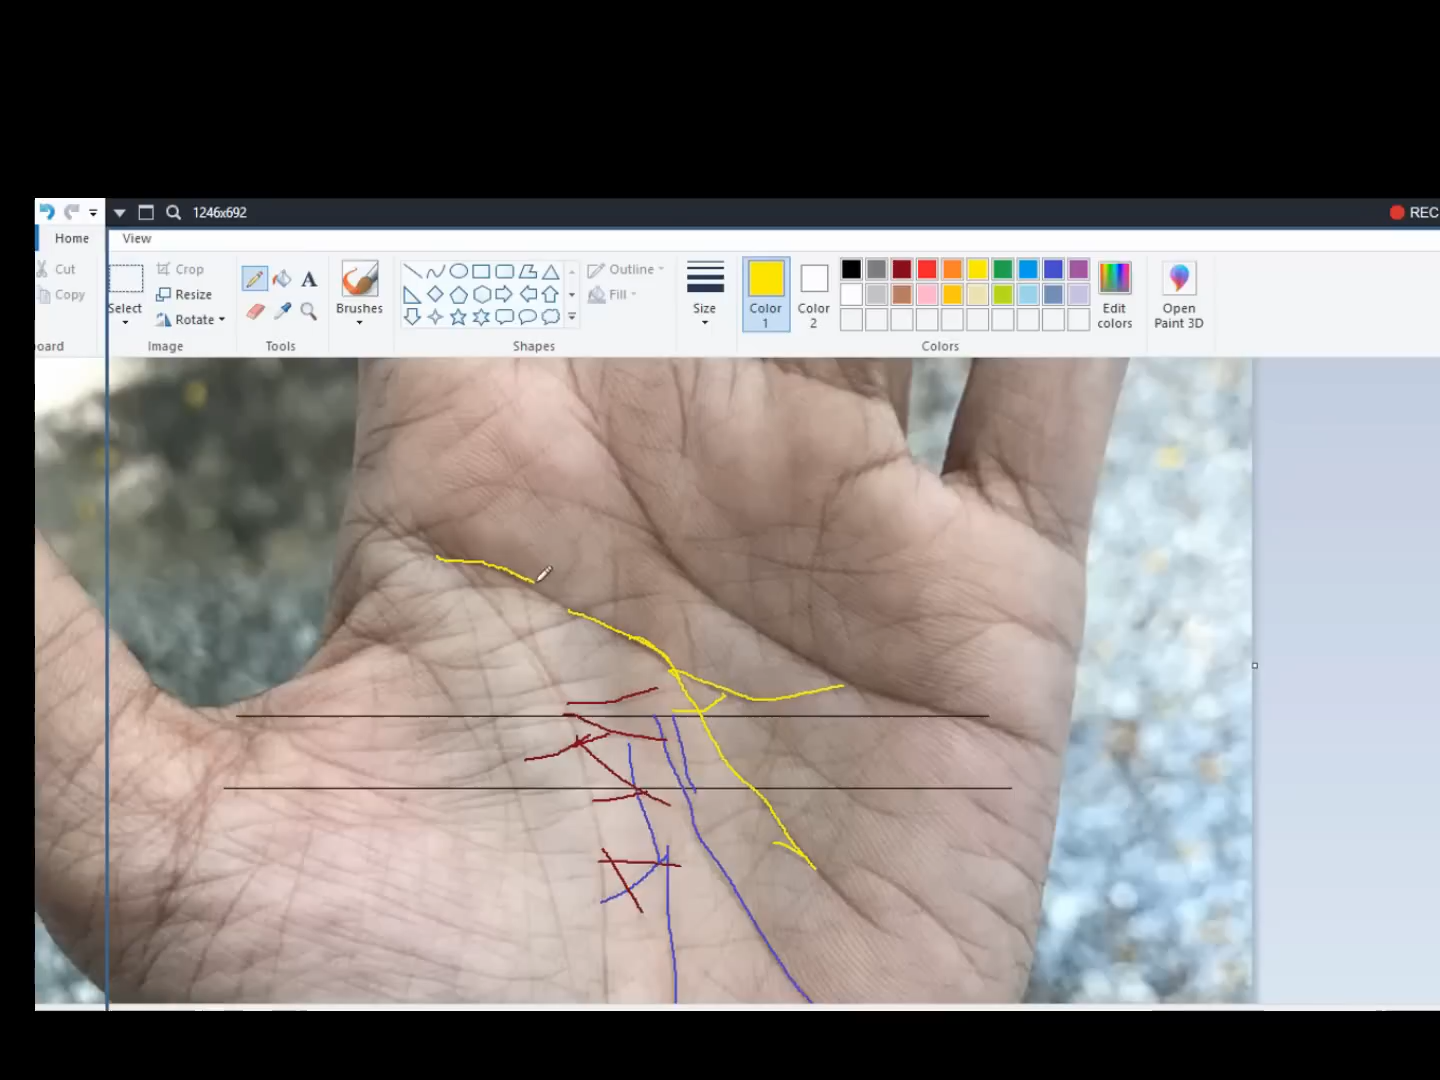 1246x692
REC
Home
View
Cut
Copy
oard
Select
Crop
Resize
Rotate
Image
A
Tools
Brushes
Outline
Fill
Shapes
Size
Color
1
Color
2
Edit
colors
Colors
Open
Paint 3D